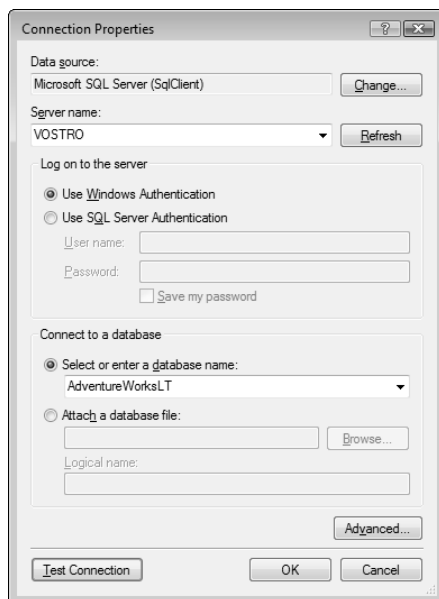 Connection Properties
Data source:
Microsoft SQL Server (SqlClient)
Change...
Server name:
VOSTRO
Refresh
Log on to the server
Use Windows Authentication
Use SQL Server Authentication
User name:
Password:
Save my password
Connect to a database
Select or enter a database name:
AdventureWorksLT
Attach a database file:
Browse...
Logical name:
Advanced...
Test Connection
OK
Cancel